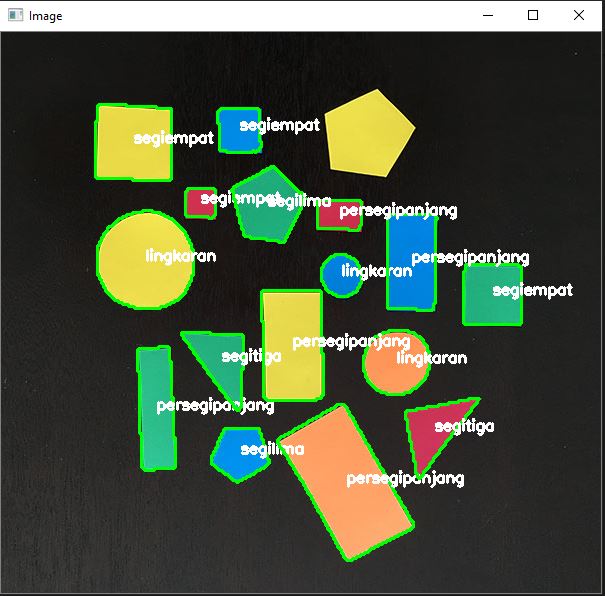 Image
segiempat
segiempat
segiempat
segilima
persegipanjang
lingkaran
lingkaran
persegipanjang
segiempat
segitiga
persegipanjang
lingkaran
persegipanjang
segitiga
segilima
persegipanjang